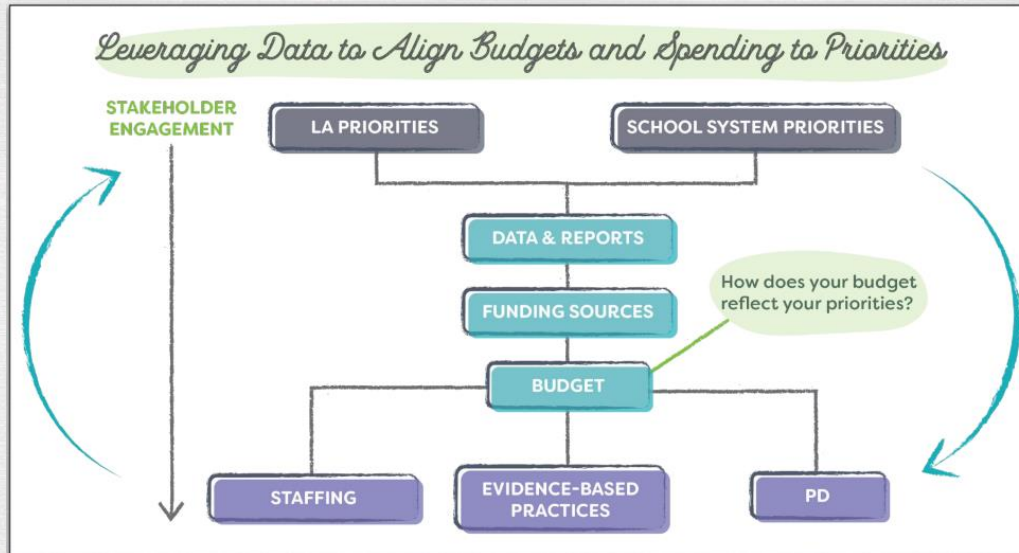 Leveraging Data to Align Budgets and Spending to Priorities
STAKEHOLDER
ENGAGEMENT
LA PRIORITIES
SCHOOL SYSTEM PRIORITIES
DATA & REPORTS
FUNDING SOURCES
How does your budget
reflect your priorities?
BUDGET
STAFFING
EVIDENCE-BASED
PRACTICES
PD